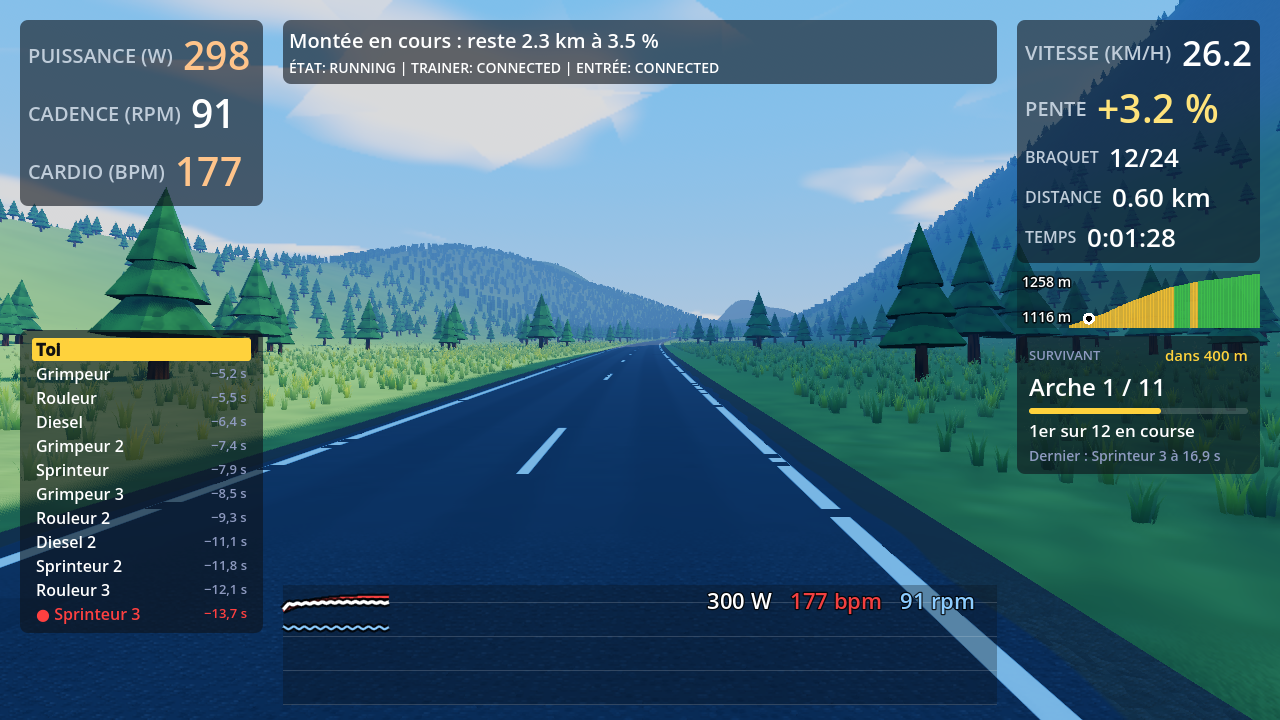 PUISSANCE (W) 298
CADENCE (RPM) 91
CARDIO (BPM) 177
Montée en cours : reste 2.3 km à 3.5 %
ÉTAT: RUNNING | TRAINER: CONNECTED | ENTRÉE: CONNECTED
VITESSE (KM/H) 26.2
PENTE +3.2 %
BRAQUET 12/24
DISTANCE 0.60 km
TEMPS 0:01:28
1258 m
1116 m
SURVIVANT dans 400 m
Arche 1 / 11
1er sur 12 en course
Dernier : Sprinteur 3 à 16,9 s
Toi
Grimpeur −5,2 s
Rouleur −5,5 s
Diesel −6,4 s
Grimpeur 2 −7,4 s
Sprinteur −7,9 s
Grimpeur 3 −8,5 s
Rouleur 2 −9,3 s
Diesel 2 −11,1 s
Sprinteur 2 −11,8 s
Rouleur 3 −12,1 s
Sprinteur 3 −13,7 s
300 W 177 bpm 91 rpm